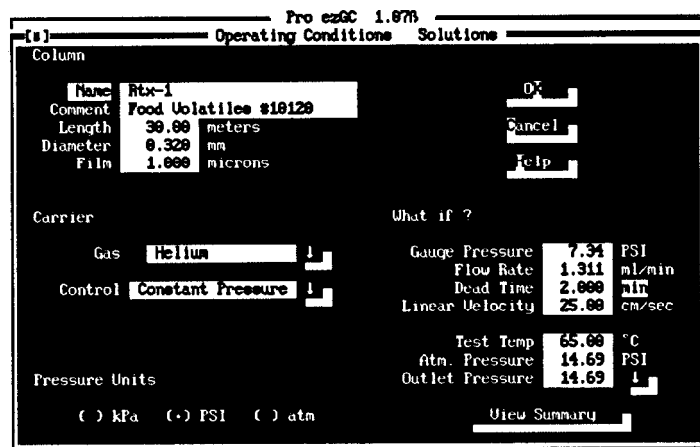 Pro ezGC 1.07B
[■] Operating Conditions Solutions
Column
Name Rtx-1
Comment Food Volatiles #10120
Length 30.00 meters
Diameter 0.320 mm
Film 1.000 microns
OK
Cancel
Help
Carrier
Gas Helium ↓
Control Constant Pressure ↓
What if ?
Gauge Pressure 7.34 PSI
Flow Rate 1.311 ml/min
Dead Time 2.000 min
Linear Velocity 25.00 cm/sec
Test Temp 65.00 °C
Atm. Pressure 14.69 PSI
Outlet Pressure 14.69 ↓
Pressure Units
( ) kPa (•) PSI ( ) atm
View Summary